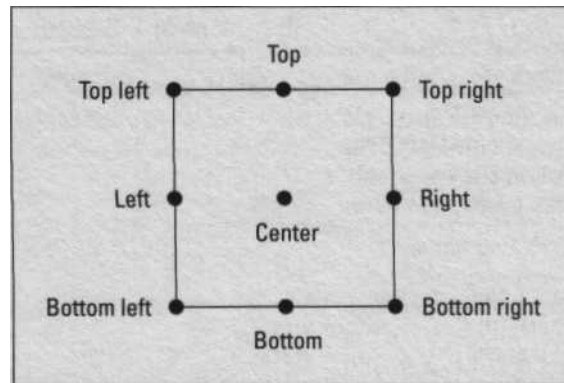 Top
Top left
Top right
Left
Right
Center
Bottom left
Bottom right
Bottom